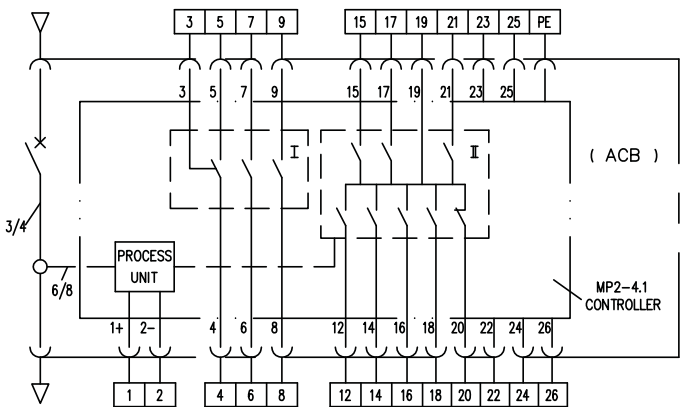 3 5 7 9 15 17 19 21 23 25 PE
3 5 7 9 15 17 19 21 23 25
I II ( ACB )
3/4
PROCESS
UNIT
6/8
MP2-4.1
CONTROLLER
1+ 2- 4 6 8 12 14 16 18 20 22 24 26
1 2 4 6 8 12 14 16 18 20 22 24 26